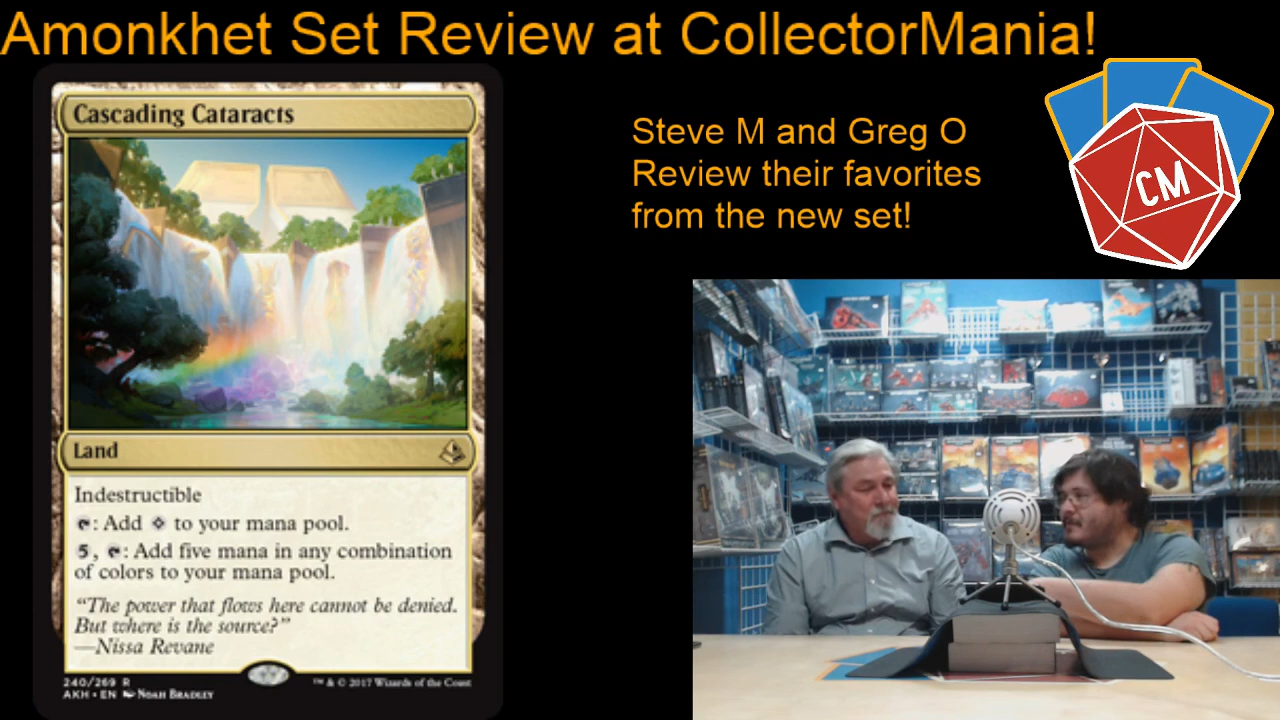 Amonkhet Set Review at CollectorMania!
Cascading Cataracts
Land
Indestructible
: Add to your mana pool.
5, : Add five mana in any combination
of colors to your mana pool.
“The power that flows here cannot be denied.
But where is the source?”
—Nissa Revane
240/269 R
AKH • EN Noah Bradley
™ & © 2017 Wizards of the Coast
Steve M and Greg O
Review their favorites
from the new set!
CM